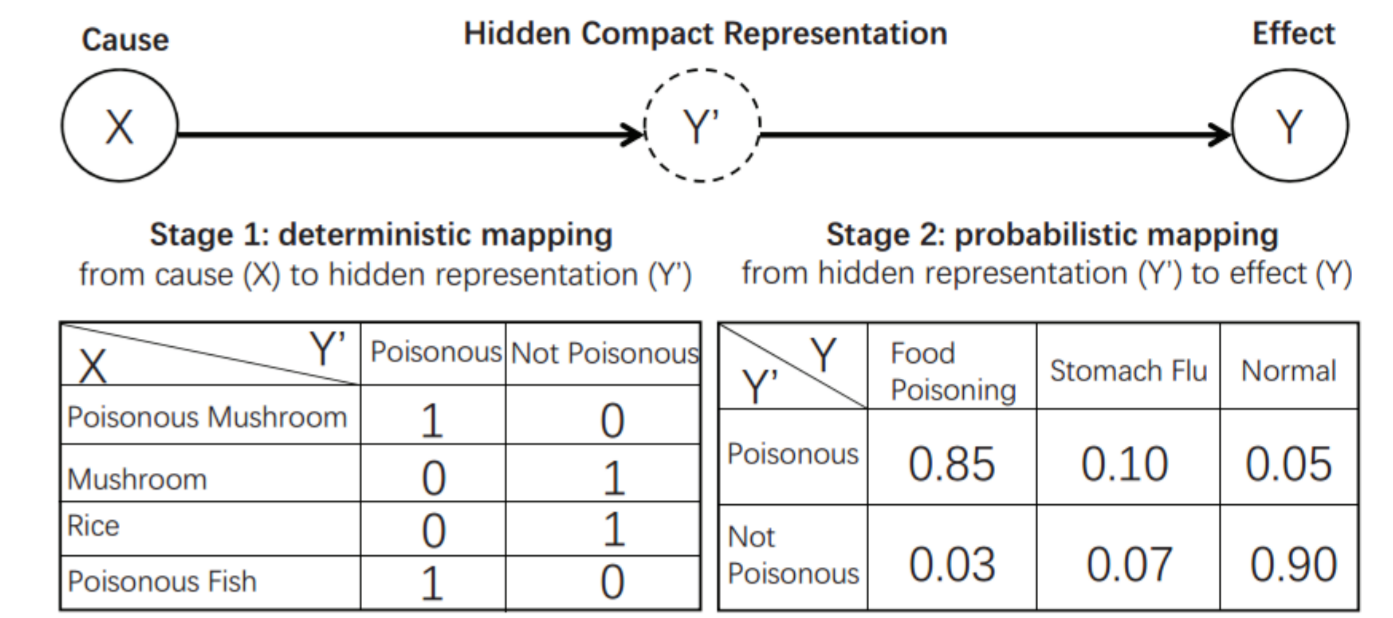 Cause Hidden Compact Representation Effect
X Y' Y
Stage 1: deterministic mapping
from cause (X) to hidden representation (Y')
Stage 2: probabilistic mapping
from hidden representation (Y') to effect (Y)
X Y' Poisonous Not Poisonous
Poisonous Mushroom 1 0
Mushroom 0 1
Rice 0 1
Poisonous Fish 1 0
Y' Y Food
Poisoning Stomach Flu Normal
Poisonous 0.85 0.10 0.05
Not
Poisonous 0.03 0.07 0.90